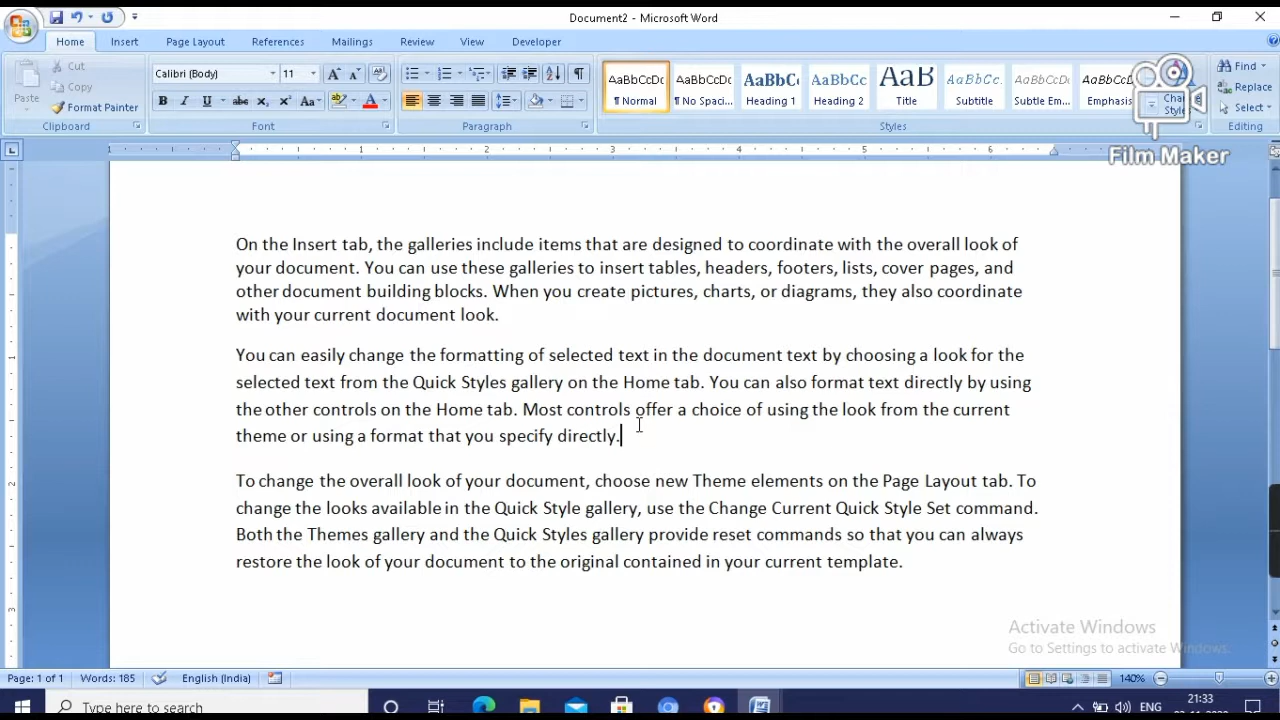 Document2 - Microsoft Word
Home Insert Page Layout References Mailings Review View Developer
Paste
Cut
Copy
Format Painter
Clipboard
Calibri (Body) 11
Font
Paragraph
AaBbCcDc AaBbCcDc AaBbCc AaBbCc AaB AaBbCc. AaBbCcDc AaBbCcDc
¶ Normal ¶ No Spaci... Heading 1 Heading 2 Title Subtitle Subtle Em... Emphasis
Styles
Find
Replace
Select
Editing
Film Maker
On the Insert tab, the galleries include items that are designed to coordinate with the overall look of
your document. You can use these galleries to insert tables, headers, footers, lists, cover pages, and
other document building blocks. When you create pictures, charts, or diagrams, they also coordinate
with your current document look.
You can easily change the formatting of selected text in the document text by choosing a look for the
selected text from the Quick Styles gallery on the Home tab. You can also format text directly by using
the other controls on the Home tab. Most controls offer a choice of using the look from the current
theme or using a format that you specify directly.
To change the overall look of your document, choose new Theme elements on the Page Layout tab. To
change the looks available in the Quick Style gallery, use the Change Current Quick Style Set command.
Both the Themes gallery and the Quick Styles gallery provide reset commands so that you can always
restore the look of your document to the original contained in your current template.
Activate Windows
Go to Settings to activate Windows.
Page: 1 of 1 Words: 185 English (India) 140%
Type here to search
ENG
21:33